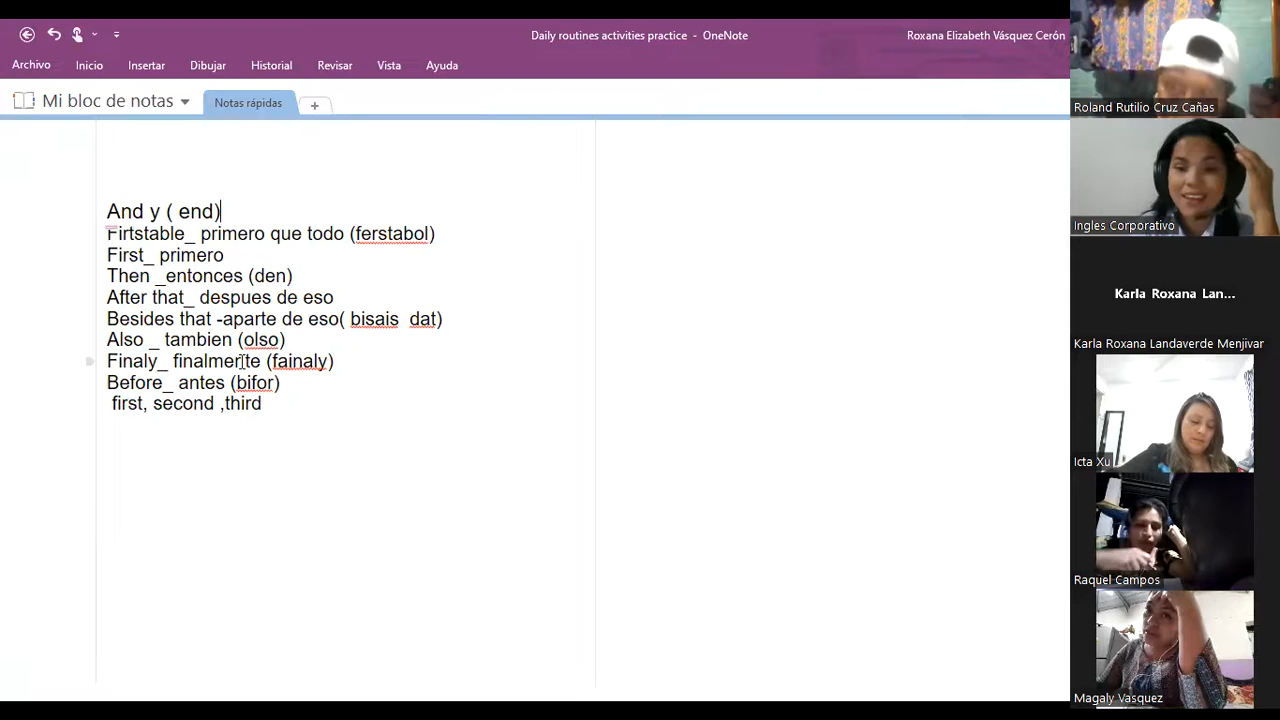 Daily routines activities practice - OneNote
Roxana Elizabeth Vásquez Cerón
Archivo Inicio Insertar Dibujar Historial Revisar Vista Ayuda
Mi bloc de notas Notas rápidas +
And y ( end)
Firtstable_ primero que todo (ferstabol)
First_ primero
Then _entonces (den)
After that_ despues de eso
Besides that -aparte de eso( bisais dat)
Also _ tambien (olso)
Finaly_ finalmente (fainaly)
Before_ antes (bifor)
first, second ,third
Roland Rutilio Cruz Cañas
Ingles Corporativo
Karla Roxana Lan...
Karla Roxana Landaverde Menjivar
Icta Xu
Raquel Campos
Magaly Vasquez